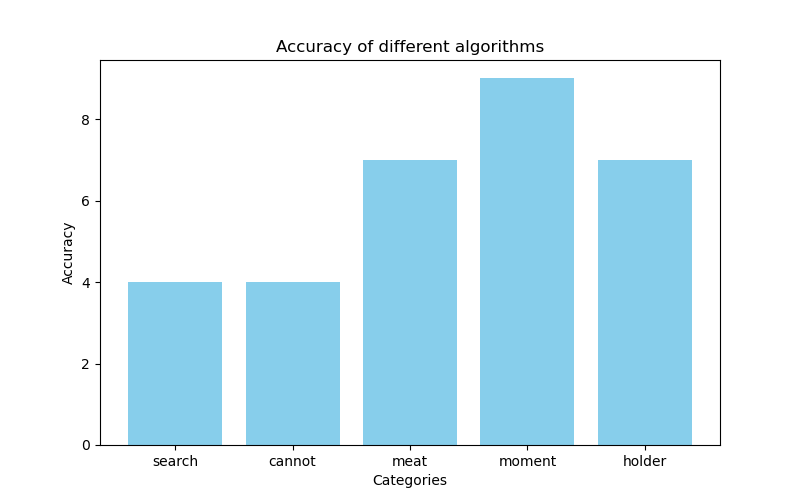 Accuracy of different algorithms
Accuracy
8
6
4
2
0
search cannot meat moment holder
Categories